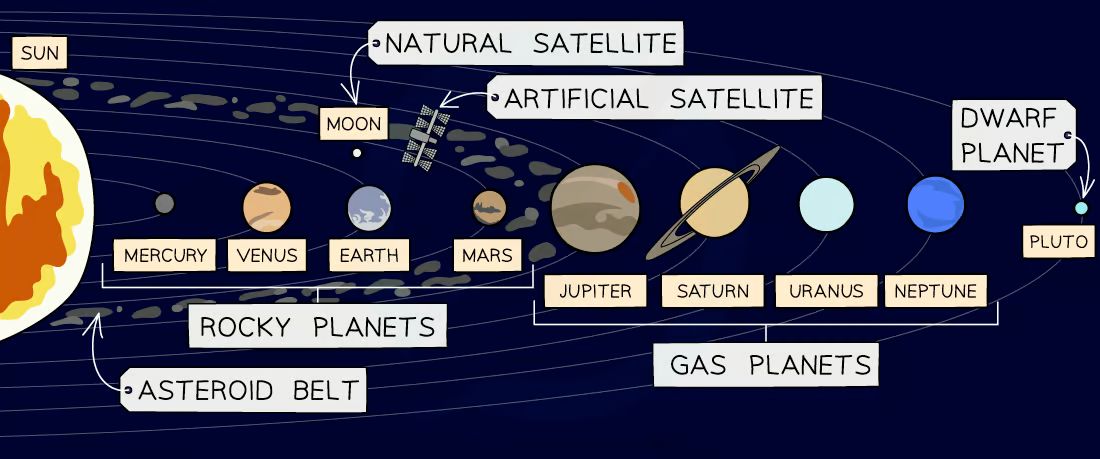 SUN
NATURAL SATELLITE
ARTIFICIAL SATELLITE
MOON
DWARF
PLANET
MERCURY
VENUS
EARTH
MARS
PLUTO
JUPITER
SATURN
URANUS
NEPTUNE
ROCKY PLANETS
GAS PLANETS
ASTEROID BELT